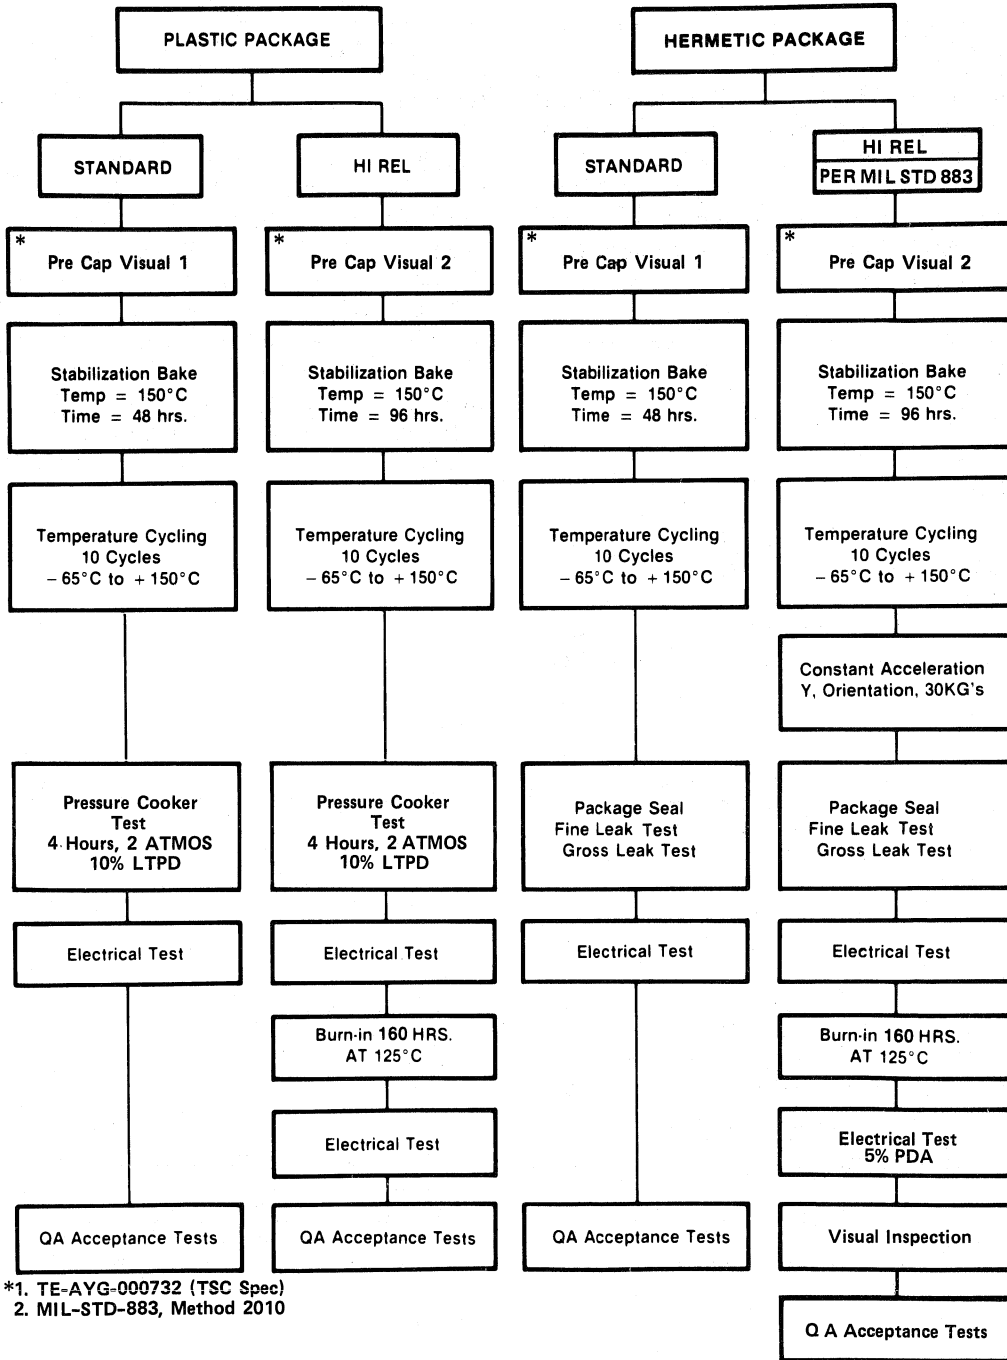 PLASTIC PACKAGE
HERMETIC PACKAGE
STANDARD
HI REL
STANDARD
HI REL
PER MIL STD 883
*
Pre Cap Visual 1
*
Pre Cap Visual 2
*
Pre Cap Visual 1
*
Pre Cap Visual 2
Stabilization Bake
Temp = 150°C
Time = 48 hrs.
Stabilization Bake
Temp = 150°C
Time = 96 hrs.
Stabilization Bake
Temp = 150°C
Time = 48 hrs.
Stabilization Bake
Temp = 150°C
Time = 96 hrs.
Temperature Cycling
10 Cycles
– 65°C to + 150°C
Temperature Cycling
10 Cycles
– 65°C to + 150°C
Temperature Cycling
10 Cycles
– 65°C to + 150°C
Temperature Cycling
10 Cycles
– 65°C to + 150°C
Constant Acceleration
Y, Orientation, 30KG's
Pressure Cooker
Test
4 Hours, 2 ATMOS
10% LTPD
Pressure Cooker
Test
4 Hours, 2 ATMOS
10% LTPD
Package Seal
Fine Leak Test
Gross Leak Test
Package Seal
Fine Leak Test
Gross Leak Test
Electrical Test
Electrical Test
Electrical Test
Electrical Test
Burn-in 160 HRS.
AT 125°C
Burn-in 160 HRS.
AT 125°C
Electrical Test
Electrical Test
5% PDA
QA Acceptance Tests
QA Acceptance Tests
QA Acceptance Tests
Visual Inspection
Q A Acceptance Tests
*1. TE-AYG-000732 (TSC Spec)
2. MIL-STD-883, Method 2010